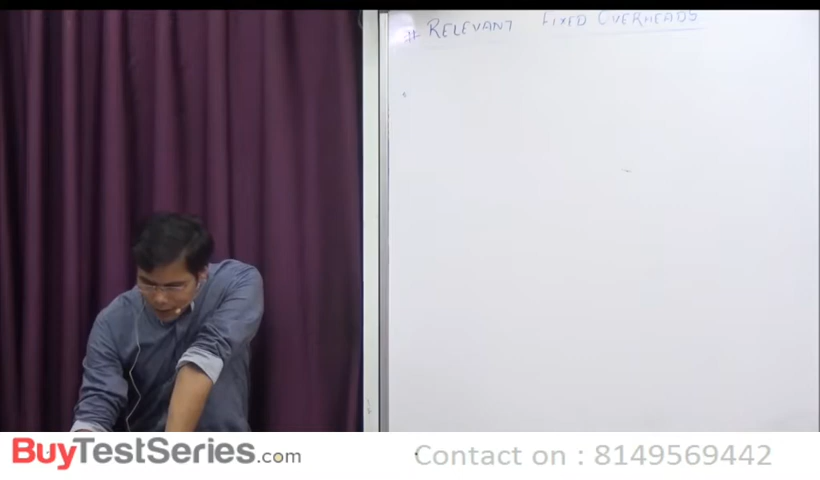 # RELEVANT FIXED OVERHEADS
BuyTestSeries.com
Contact on : 8149569442